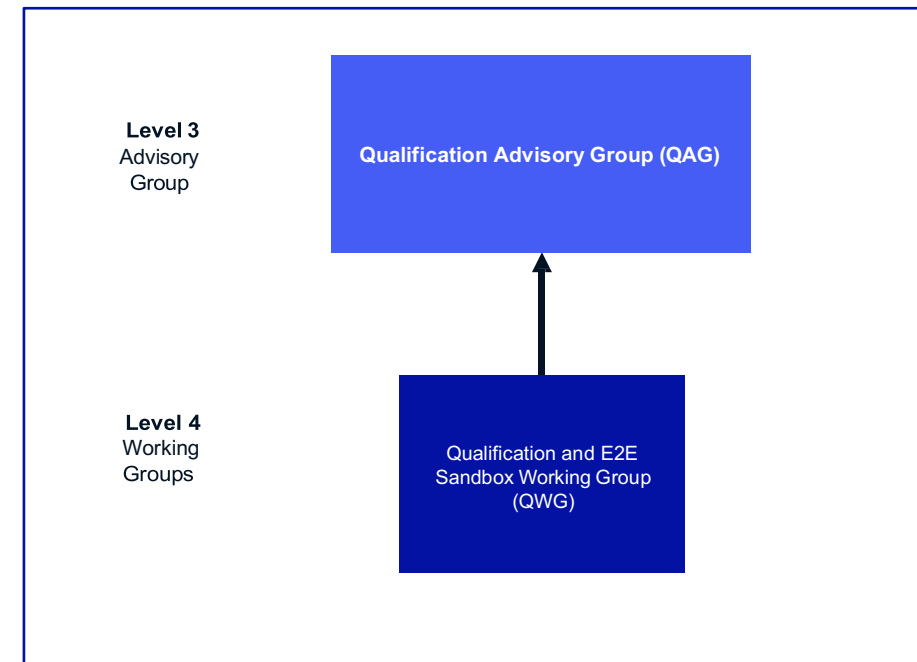 Level 3
Advisory
Group
Qualification Advisory Group (QAG)
Level 4
Working
Groups
Qualification and E2E
Sandbox Working Group
(QWG)